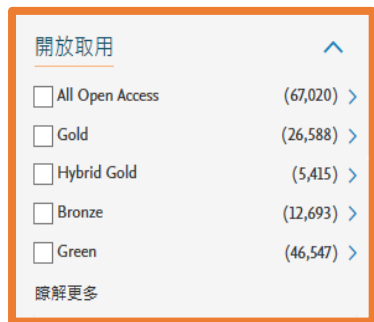 開放取用
All Open Access (67,020)
Gold (26,588)
Hybrid Gold (5,415)
Bronze (12,693)
Green (46,547)
瞭解更多